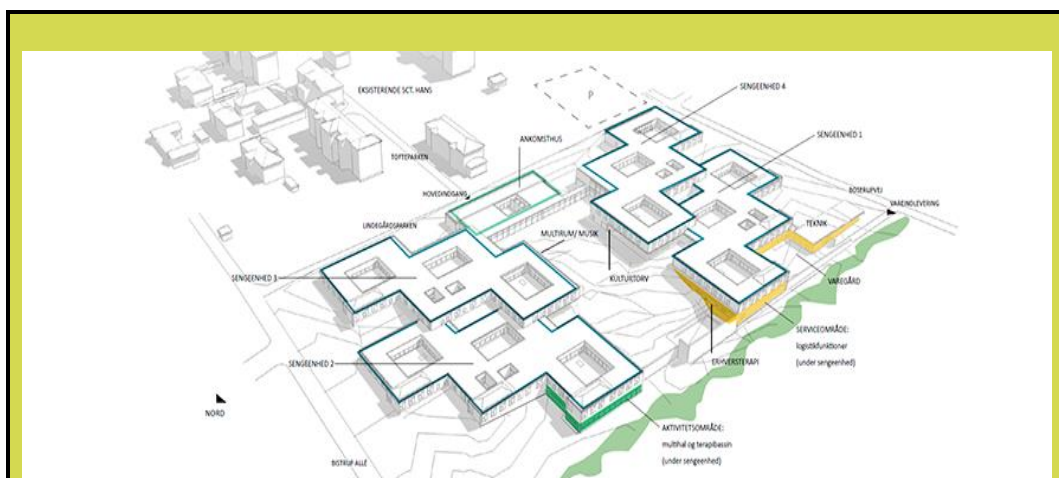 SENGEENHED 4
EKSISTERENDE SCT. HANS
P
SENGEENHED 1
ANKOMSTHUS
TOFTEPARKEN
BOSERUPVEJ
HOVEDINDGANG
VAREINDLEVERING
LINDEGÅRDSPARKEN
TEKNIK
MULTIRUM/ MUSIK
SENGEENHED 3
KULTURTORV
VAREGÅRD
SERVICEOMRÅDE:
logistikfunktioner
(under sengeenhed)
ERHVERSTERAPI
SENGEENHED 2
NORD
AKTIVITETSOMRÅDE:
multihal og terapibassin
(under sengeenhed)
BISTRUP ALLE